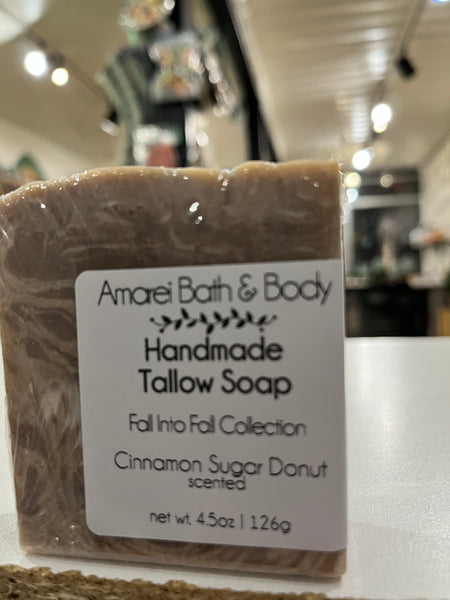 Amarei Bath & Body
Handmade
Tallow Soap
Fall Into Fall Collection
Cinnamon Sugar Donut
scented
net wt. 4.5oz | 126g